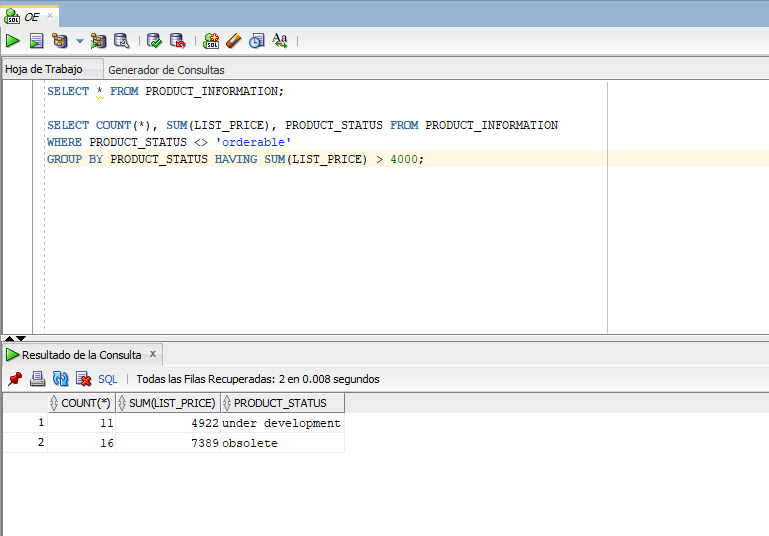 OE
Hoja de Trabajo Generador de Consultas
SELECT * FROM PRODUCT_INFORMATION;
SELECT COUNT(*), SUM(LIST_PRICE), PRODUCT_STATUS FROM PRODUCT_INFORMATION
WHERE PRODUCT_STATUS <> 'orderable'
GROUP BY PRODUCT_STATUS HAVING SUM(LIST_PRICE) > 4000;
Resultado de la Consulta x
SQL | Todas las Filas Recuperadas: 2 en 0.008 segundos
COUNT(*) SUM(LIST_PRICE) PRODUCT_STATUS
1 11 4922 under development
2 16 7389 obsolete